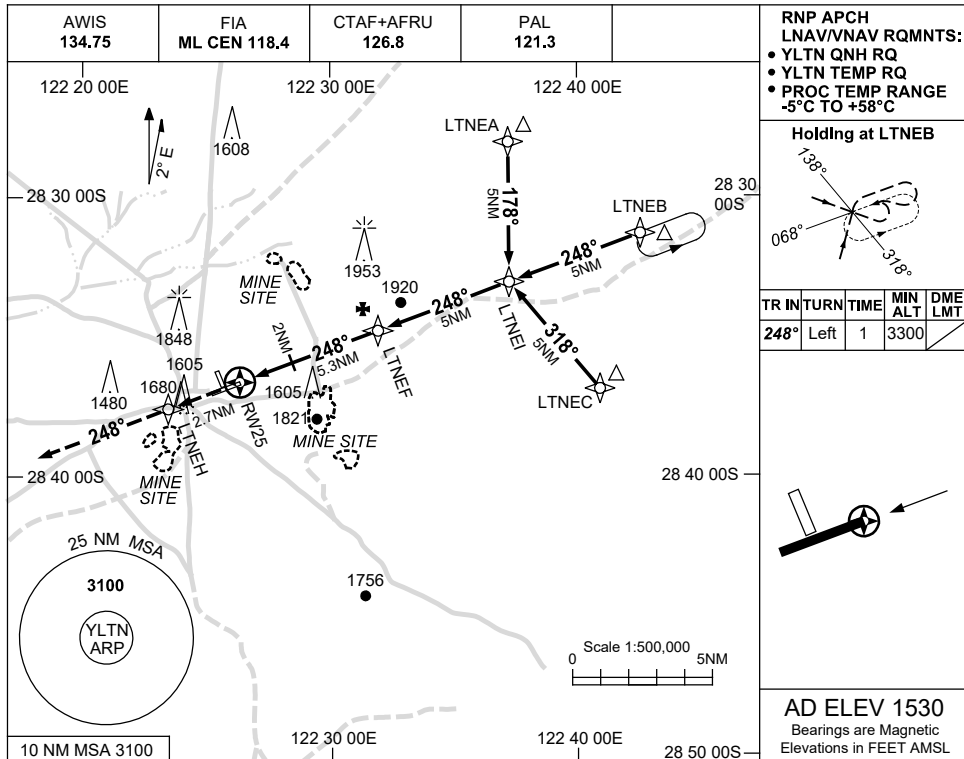 AWIS
134.75
FIA
ML CEN 118.4
CTAF+AFRU
126.8
PAL
121.3
RNP APCH
LNAV/VNAV RQMNTS:
• YLTN QNH RQ
• YLTN TEMP RQ
• PROC TEMP RANGE
-5°C TO +58°C
122 20 00E
122 30 00E
122 40 00E
2° E
1608
LTNEA
178°
5NM
28 30 00S
28 30
00S
LTNEB
248°
5NM
1953
1920
MINE
SITE
LTNEI
248°
5NM
LTNEF
318°
5NM
LTNEC
1848
1605
1680
1480
2NM
248°
5.3NM
1605
1821
MINE SITE
RW25
2.7NM
LTNEH
248°
MINE
SITE
28 40 00S
28 40 00S
25 NM MSA
3100
YLTN
ARP
1756
Scale 1:500,000
0
5NM
10 NM MSA 3100
122 30 00E
122 40 00E
28 50 00S
Holding at LTNEB
138°
068°
318°
TR IN TURN TIME MIN ALT DME LMT
248° Left 1 3300
AD ELEV 1530
Bearings are Magnetic
Elevations in FEET AMSL